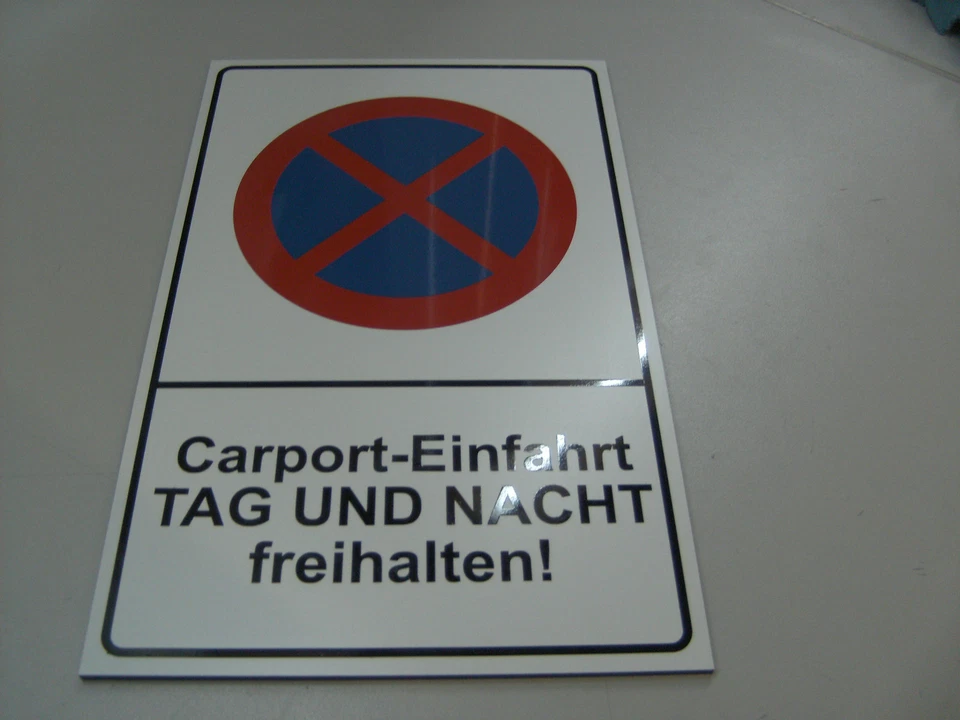 Carport-Einfahrt
TAG UND NACHT
freihalten!